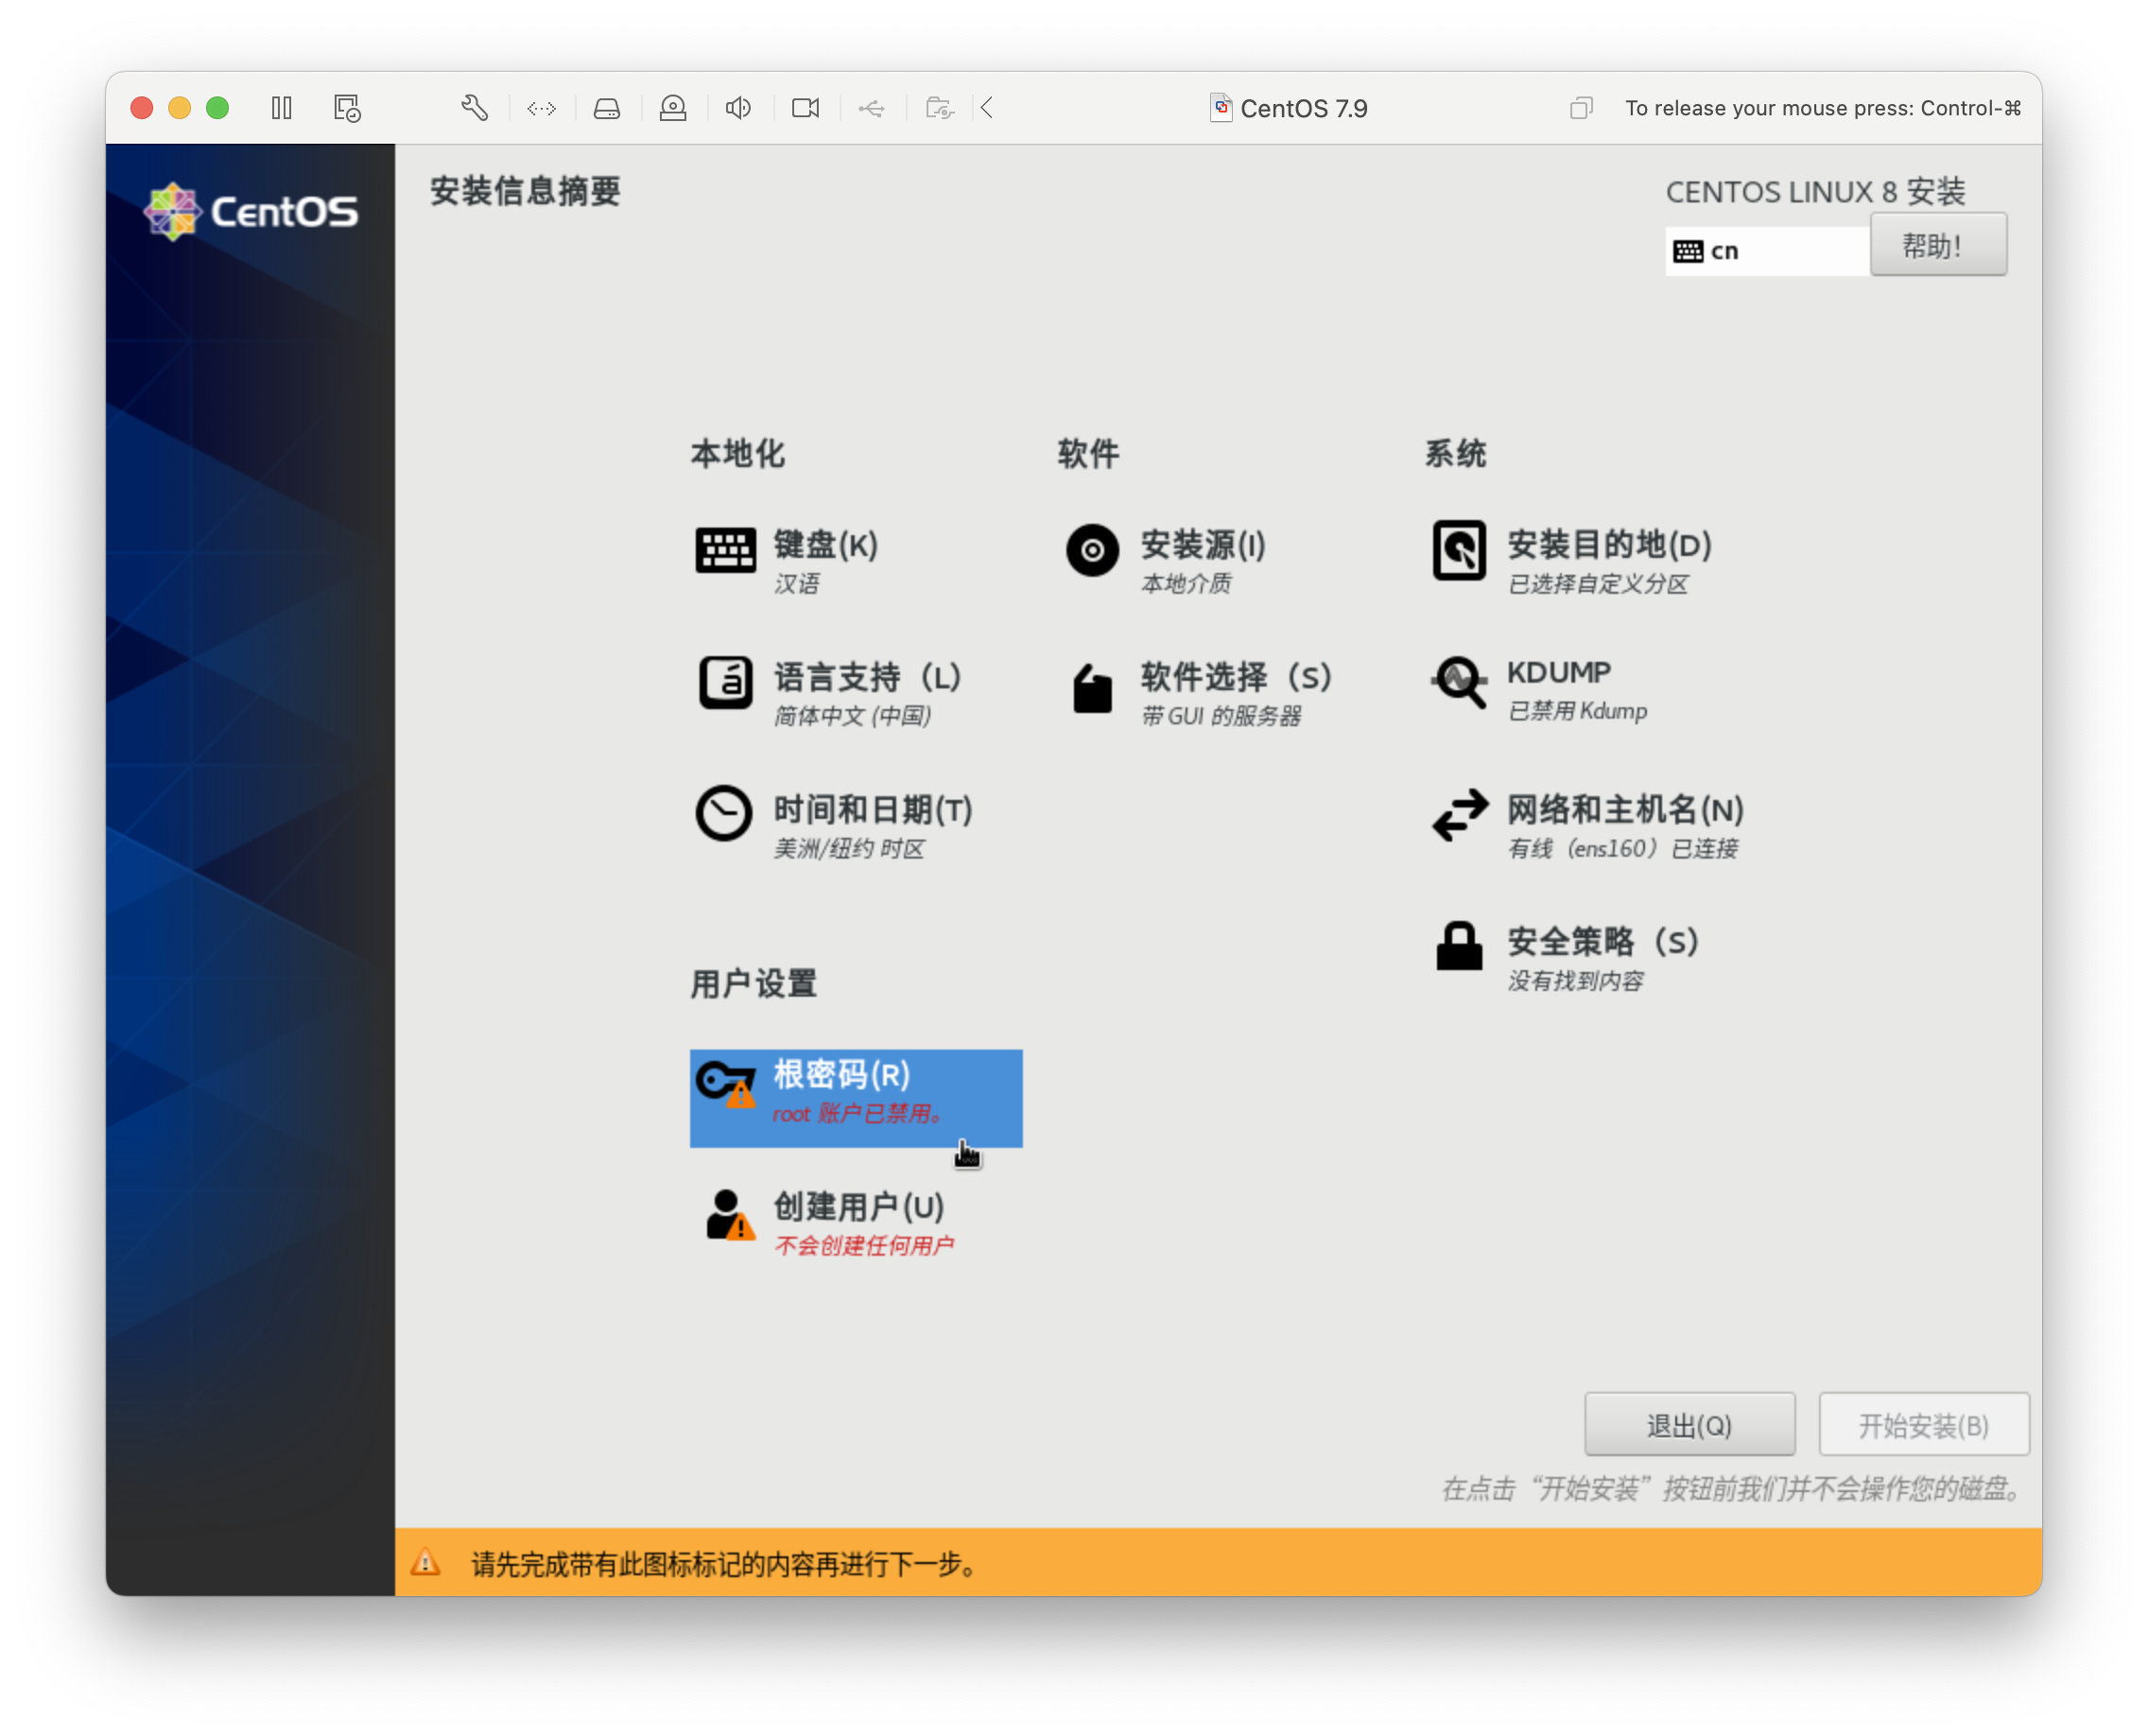 CentOS 7.9
To release your mouse press: Control-⌘
CentOS
安装信息摘要
CENTOS LINUX 8 安装
cn
帮助!
本地化
键盘(K)
汉语
语言支持（L）
简体中文 (中国)
时间和日期(T)
美洲/纽约 时区
软件
安装源(I)
本地介质
软件选择（S）
带 GUI 的服务器
系统
安装目的地(D)
已选择自定义分区
KDUMP
已禁用 Kdump
网络和主机名(N)
有线（ens160）已连接
安全策略（S）
没有找到内容
用户设置
根密码(R)
root 账户已禁用。
创建用户(U)
不会创建任何用户
退出(Q)
开始安装(B)
在点击“开始安装”按钮前我们并不会操作您的磁盘。
请先完成带有此图标标记的内容再进行下一步。